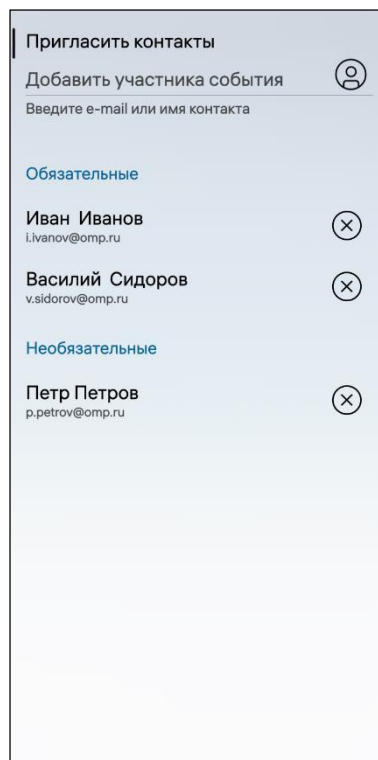 Пригласить контакты
Добавить участника события
Введите e-mail или имя контакта
Обязательные
Иван Иванов
i.ivanov@omp.ru
Василий Сидоров
v.sidorov@omp.ru
Необязательные
Петр Петров
p.petrov@omp.ru